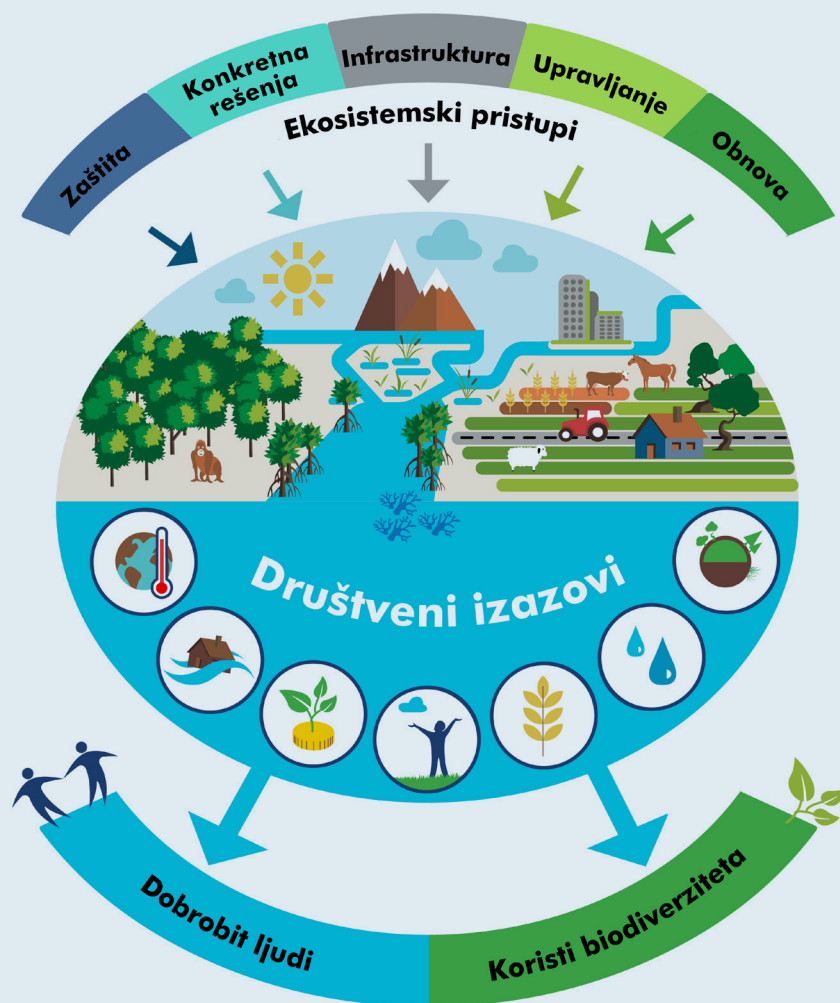 Zaštita
Konkretna
rešenja
Infrastruktura
Upravljanje
Obnova
Ekosistemski pristupi
Društveni izazovi
Dobrobit ljudi
Koristi biodiverziteta